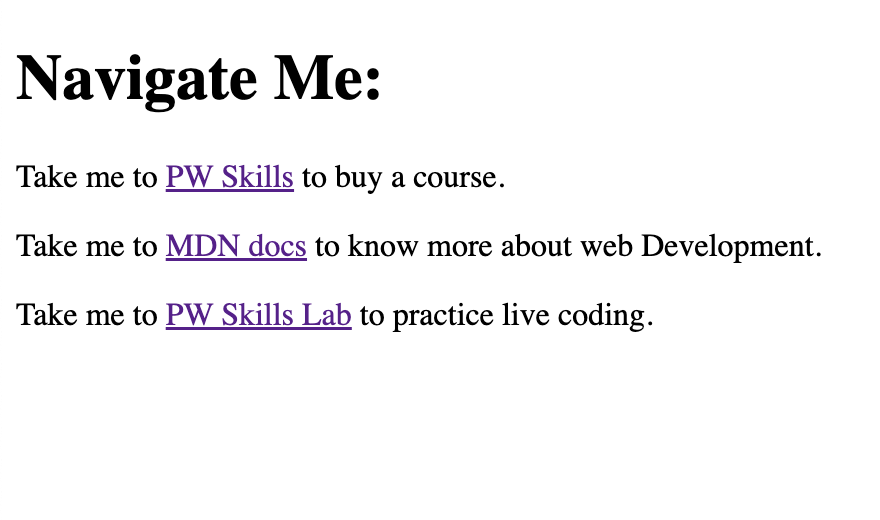 Navigate Me:
Take me to PW Skills to buy a course.
Take me to MDN docs to know more about web Development.
Take me to PW Skills Lab to practice live coding.